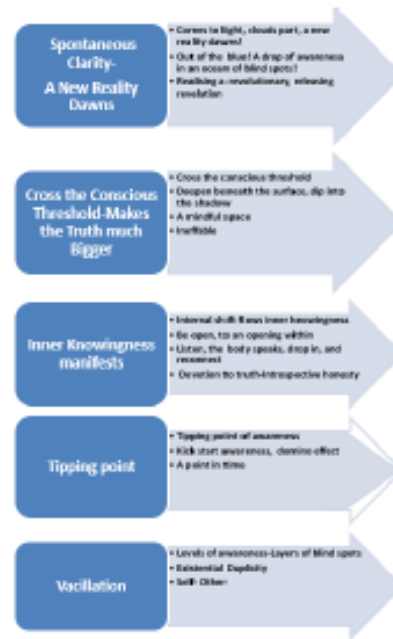 Spontaneous
Clarity-
A New Reality
Dawns
• Comes to light, clouds part, a new
reality dawns!
• Out of the blue! A drop of awareness
in an ocean of blind spots!
• Realising a revolutionary, releasing
revelation
Cross the Conscious
Threshold-Makes
the Truth much
Bigger
• Cross the conscious threshold
• Deepen beneath the surface, dip into
the shadow
• A mindful space
• Ineffable
Inner Knowingness
manifests
• Internal shift flows inner knowingness
• Be open, to an opening within
• Listen, the body speaks, drop in, and
reconnect
• Devotion to truth-introspective honesty
Tipping point
• Tipping point of awareness
• Kick start awareness, domino effect
• A point in time
Vacillation
• Levels of awareness-Layers of blind spots
• Existential Duplicity
• Self- Other-